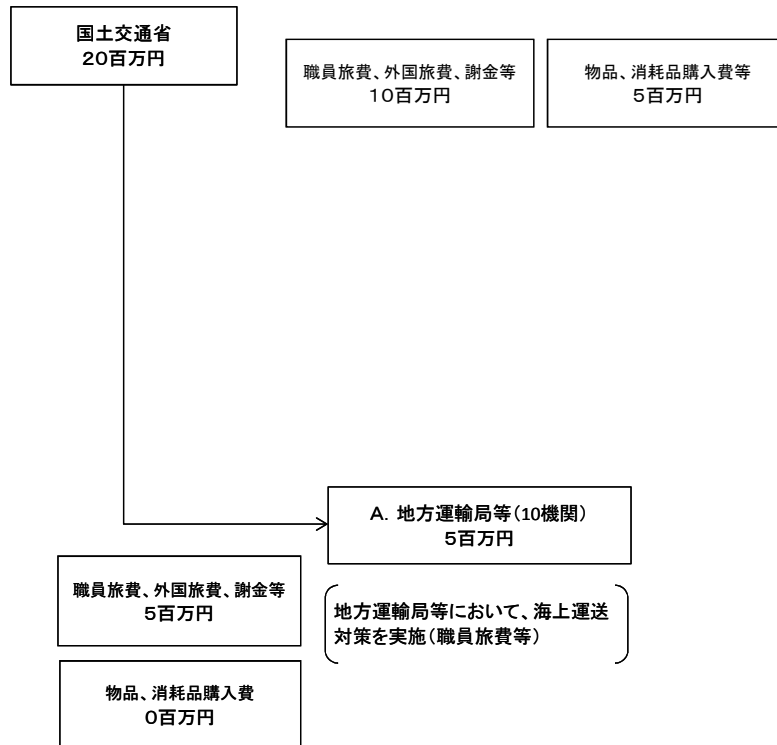 国土交通省
20百万円
職員旅費、外国旅費、謝金等
10百万円
物品、消耗品購入費等
5百万円
A. 地方運輸局等(10機関)
5百万円
職員旅費、外国旅費、謝金等
5百万円
地方運輸局等において、海上運送
対策を実施(職員旅費等)
物品、消耗品購入費
0百万円